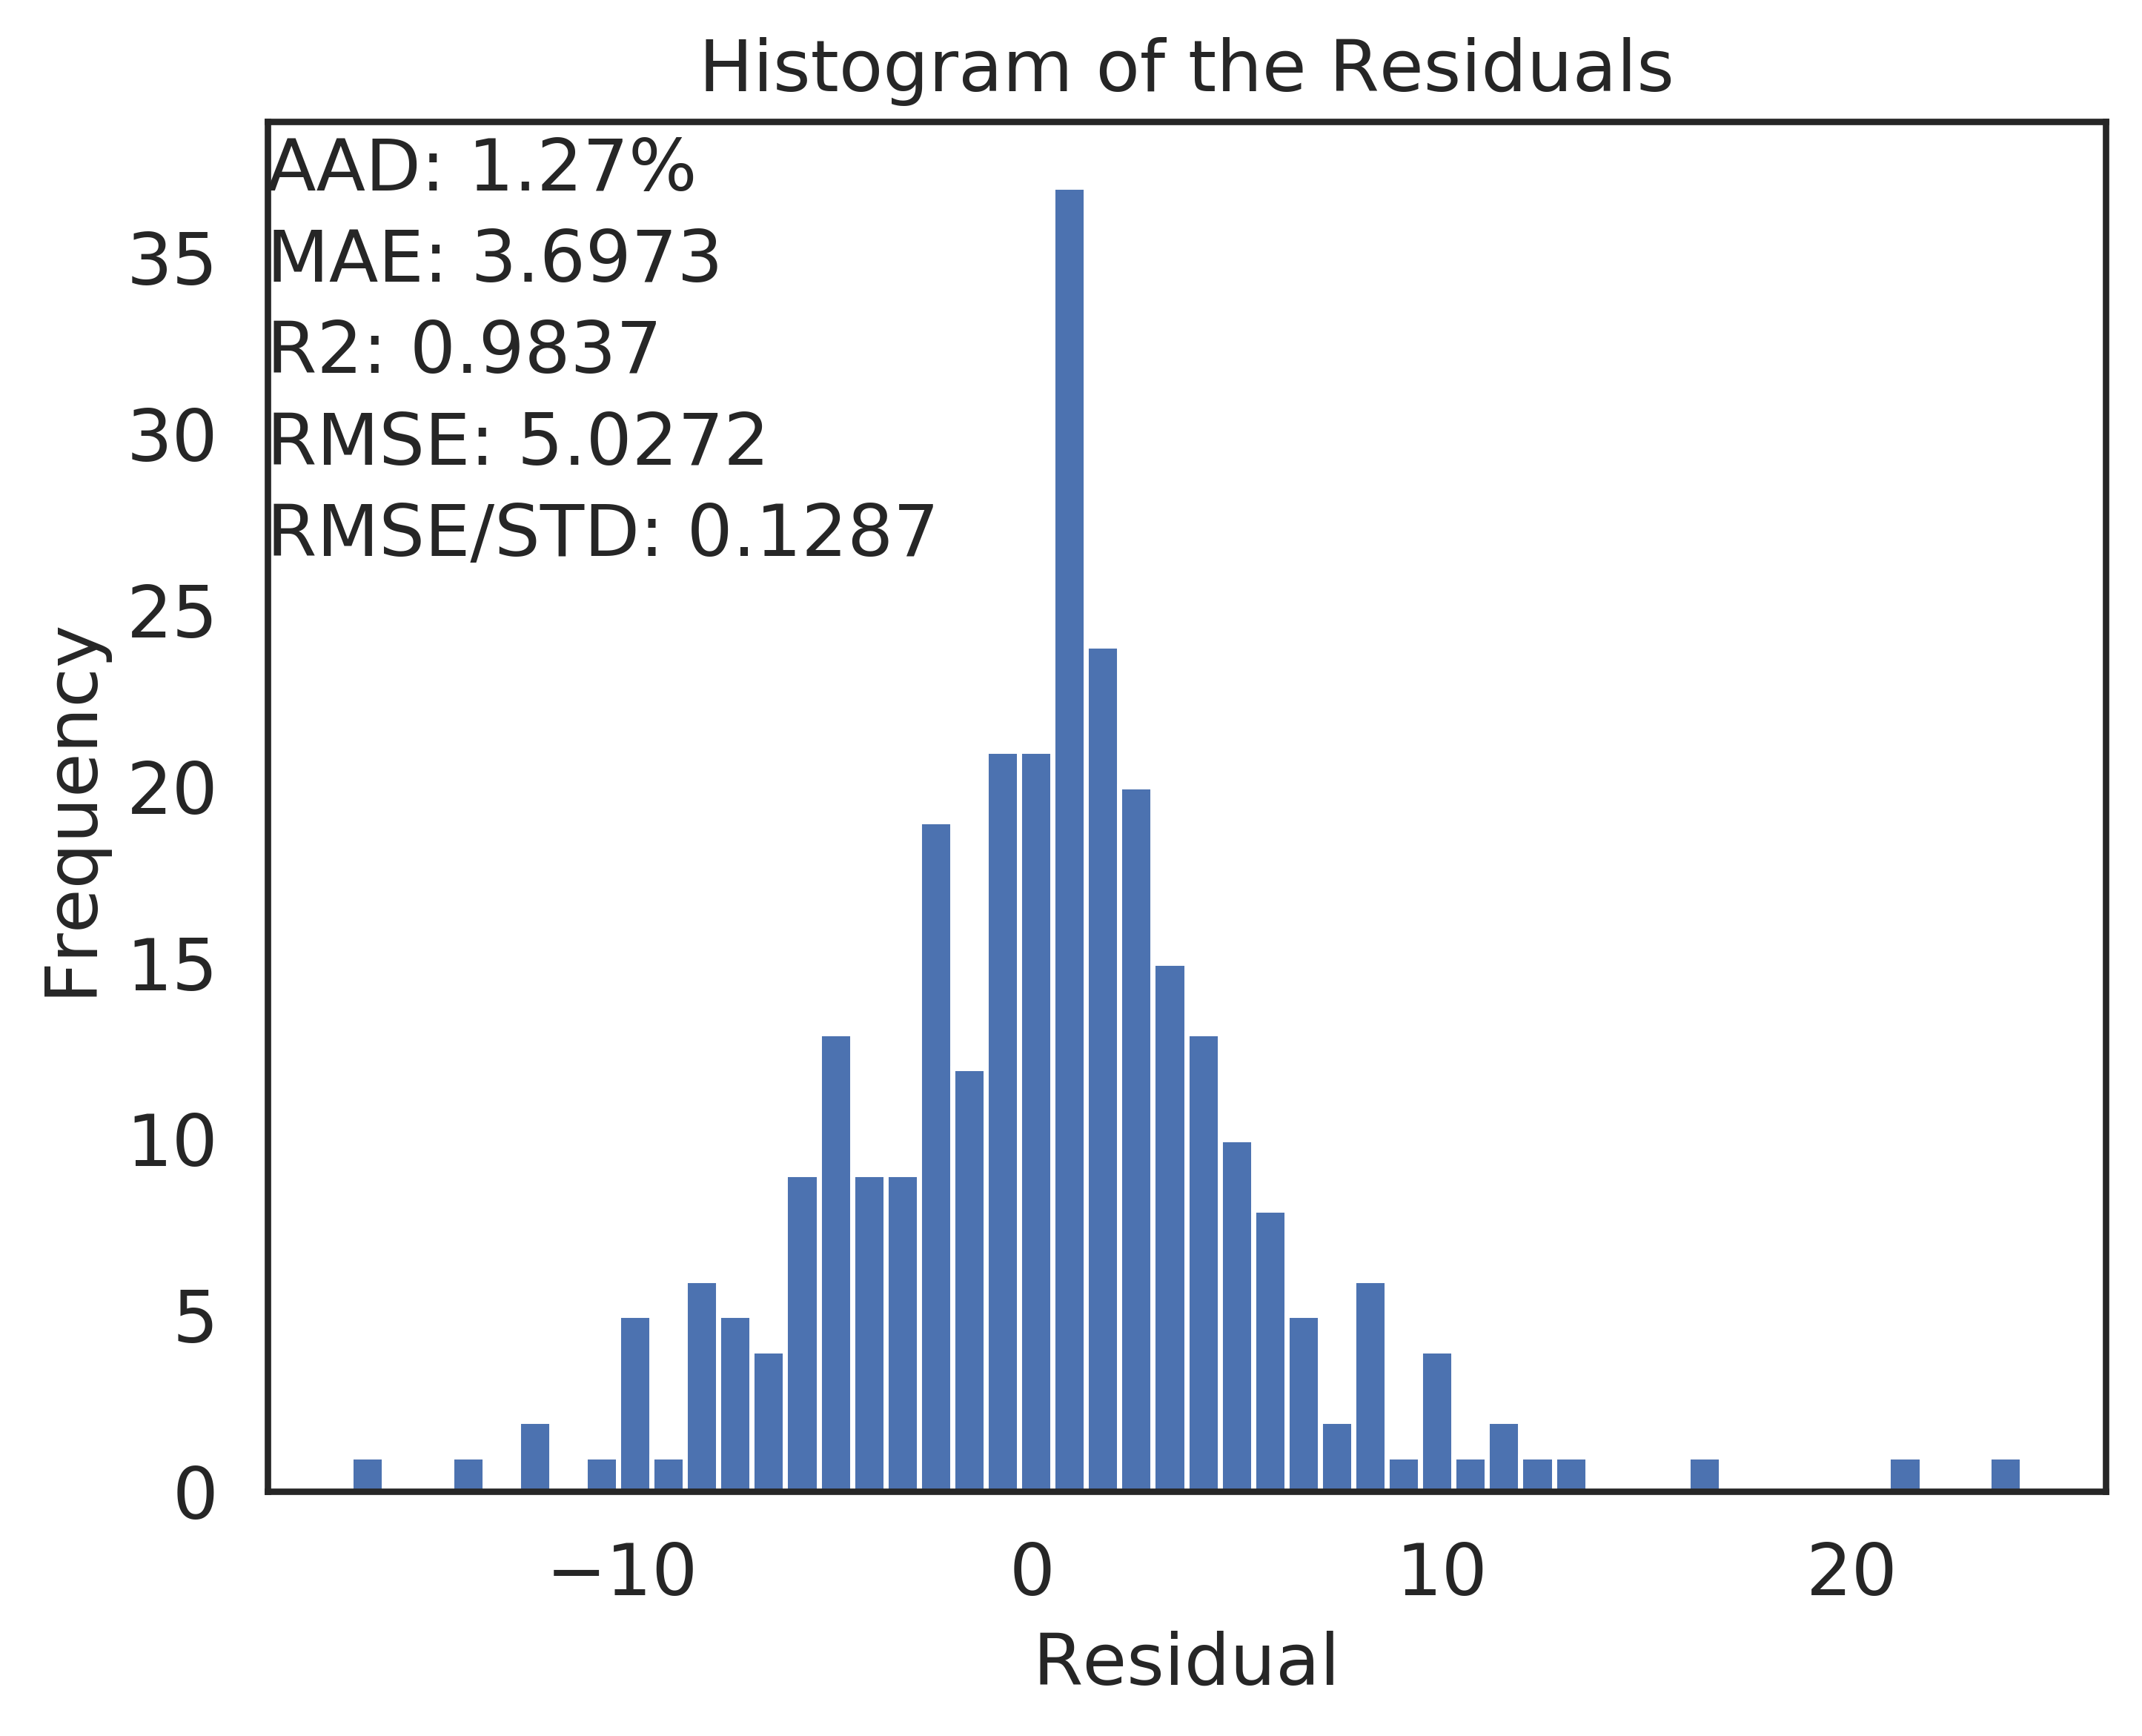 Histogram of the Residuals
AAD: 1.27%
MAE: 3.6973
R2: 0.9837
RMSE: 5.0272
RMSE/STD: 0.1287
Frequency
35
30
25
20
15
10
5
0
−10 0 10 20
Residual